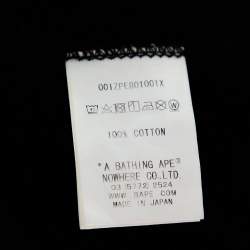 001ZPE801001X
100% COTTON
"A BATHING APE®
NOWHERE CO.LTD.
03 5772 2524
WWW.BAPE.COM
MADE IN JAPAN